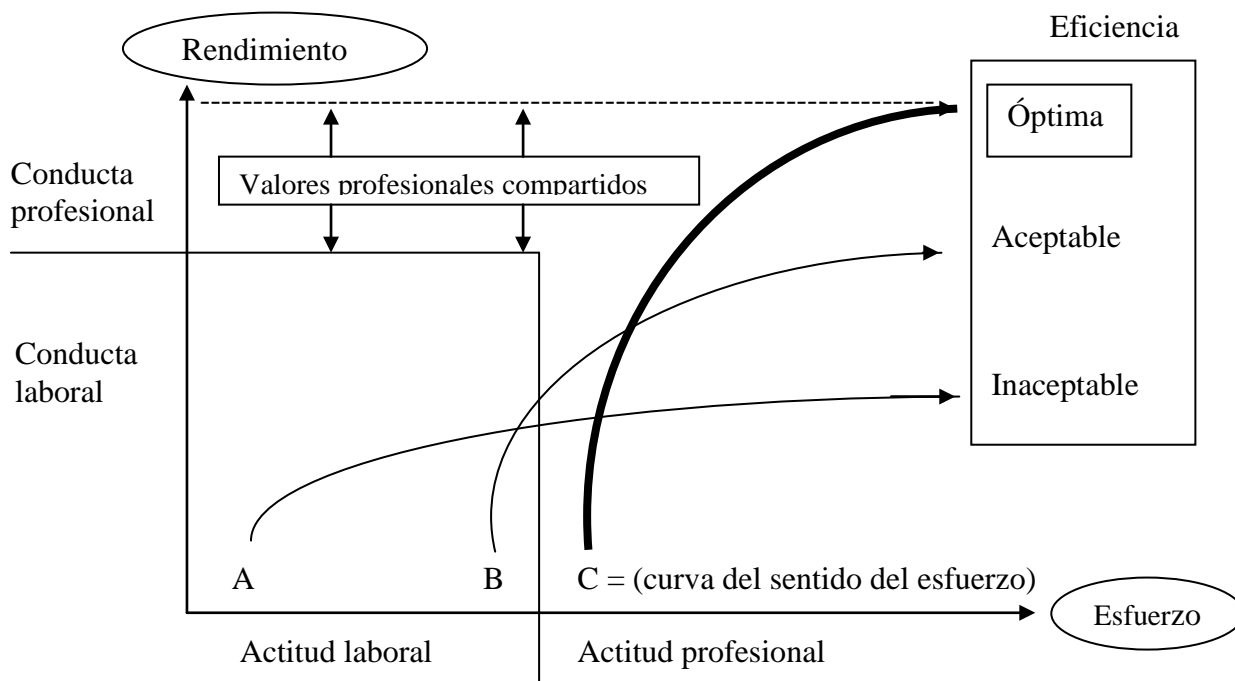 Eficiencia
Rendimiento
Óptima
Conducta
profesional
Valores profesionales compartidos
Aceptable
Conducta
laboral
Inaceptable
A
B
C = (curva del sentido del esfuerzo)
Esfuerzo
Actitud laboral
Actitud profesional